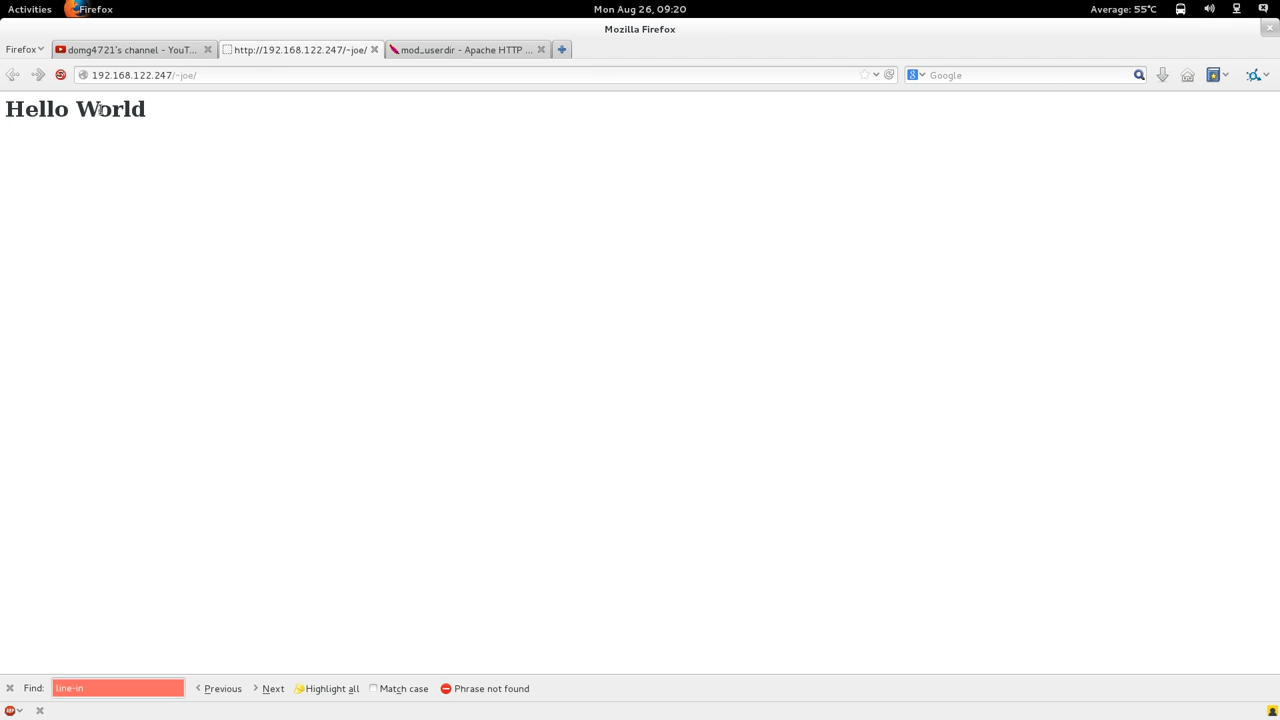 Activities Firefox Mon Aug 26, 09:20 Average: 55°C
Mozilla Firefox
Firefox domg4721's channel - YouT... http://192.168.122.247/~joe/ mod_userdir - Apache HTTP ...
192.168.122.247/~joe/ Google
Hello World
Find: line-in Previous Next Highlight all Match case Phrase not found
ABP